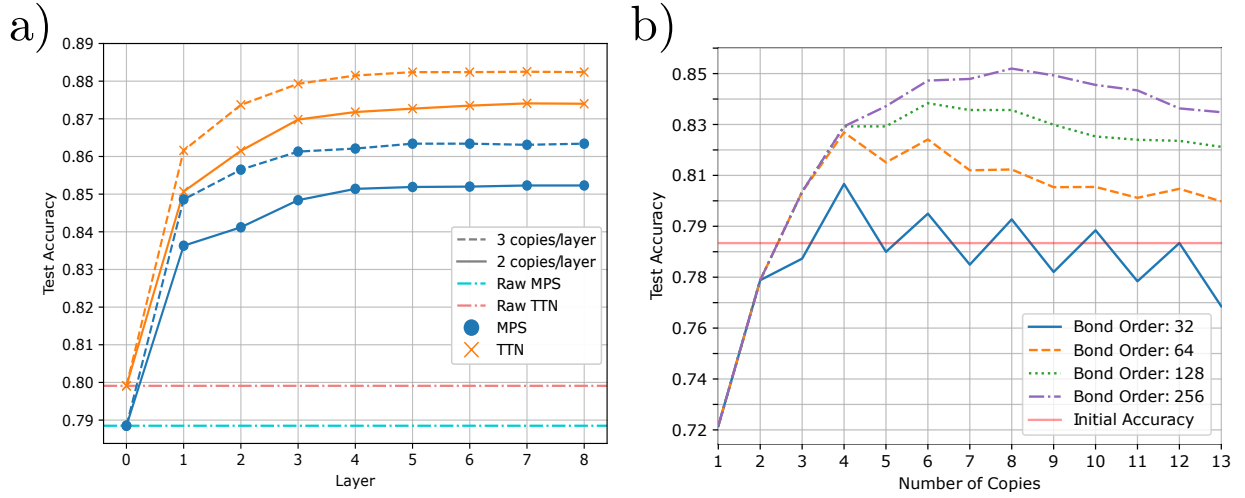 a)
0.89
0.88
0.87
0.86
0.85
0.84
0.83
0.82
0.81
0.80
0.79
Test Accuracy
0 1 2 3 4 5 6 7 8
Layer
3 copies/layer
2 copies/layer
Raw MPS
Raw TTN
MPS
TTN
b)
0.85
0.83
0.81
0.79
0.78
0.76
0.74
0.72
Test Accuracy
1 2 3 4 5 6 7 8 9 10 11 12 13
Number of Copies
Bond Order: 32
Bond Order: 64
Bond Order: 128
Bond Order: 256
Initial Accuracy